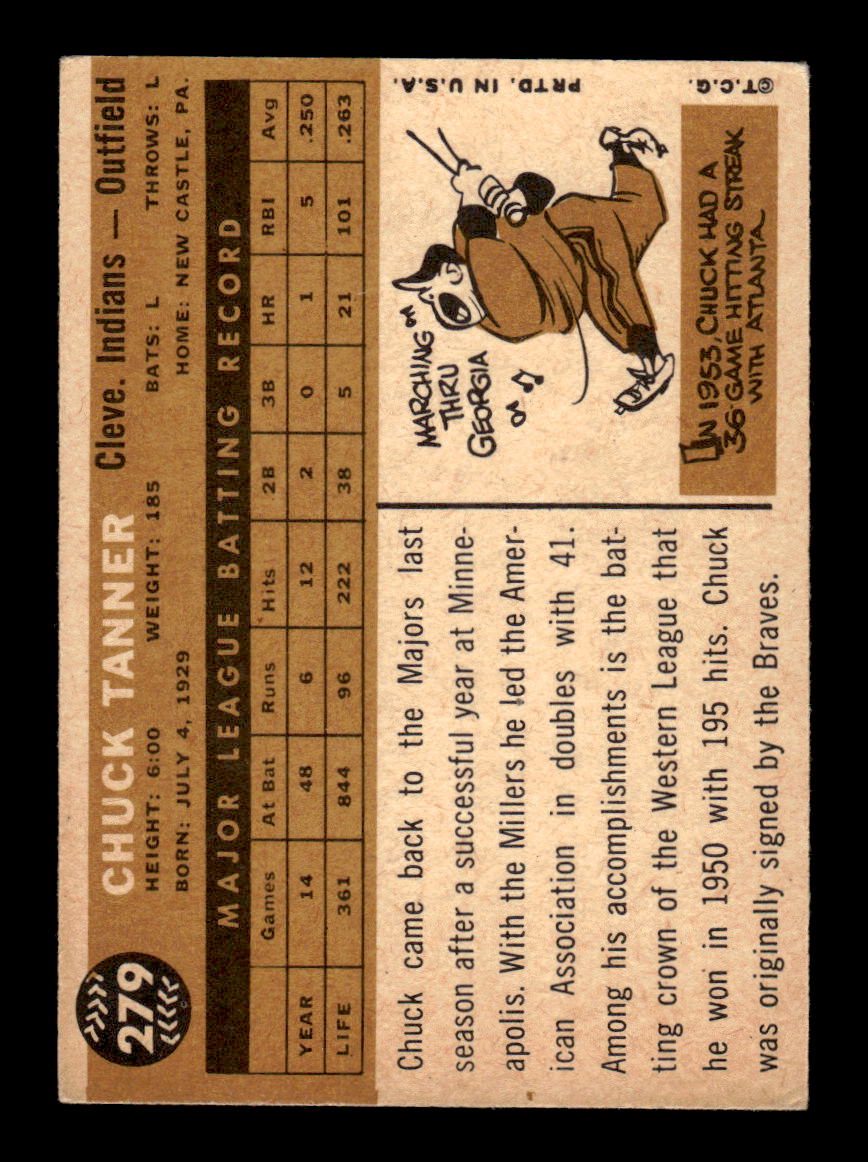 279
CHUCK TANNER Cleve. Indians — Outfield
HEIGHT: 6:00 WEIGHT: 185 BATS: L THROWS: L
BORN: JULY 4, 1929 HOME: NEW CASTLE, PA.
MAJOR LEAGUE BATTING RECORD
Games At Bat Runs Hits 2B 3B HR RBI Avg
YEAR 14 48 6 12 2 0 1 5 .250
LIFE 361 844 96 222 38 5 21 101 .263
Chuck came back to the Majors last
season after a successful year at Minne-
apolis. With the Millers he led the Amer-
ican Association in doubles with 41.
Among his accomplishments is the bat-
ting crown of the Western League that
he won in 1950 with 195 hits. Chuck
was originally signed by the Braves.
MARCHING
THRU
GEORGIA
IN 1953, CHUCK HAD A
36 GAME HITTING STREAK
WITH ATLANTA
©T.C.G. PRTD. IN U.S.A.